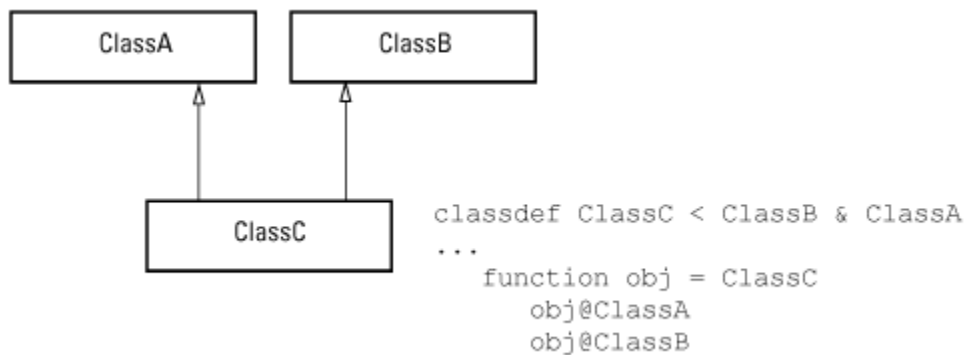 ClassA
ClassB
ClassC
classdef ClassC < ClassB & ClassA
...
function obj = ClassC
obj@ClassA
obj@ClassB